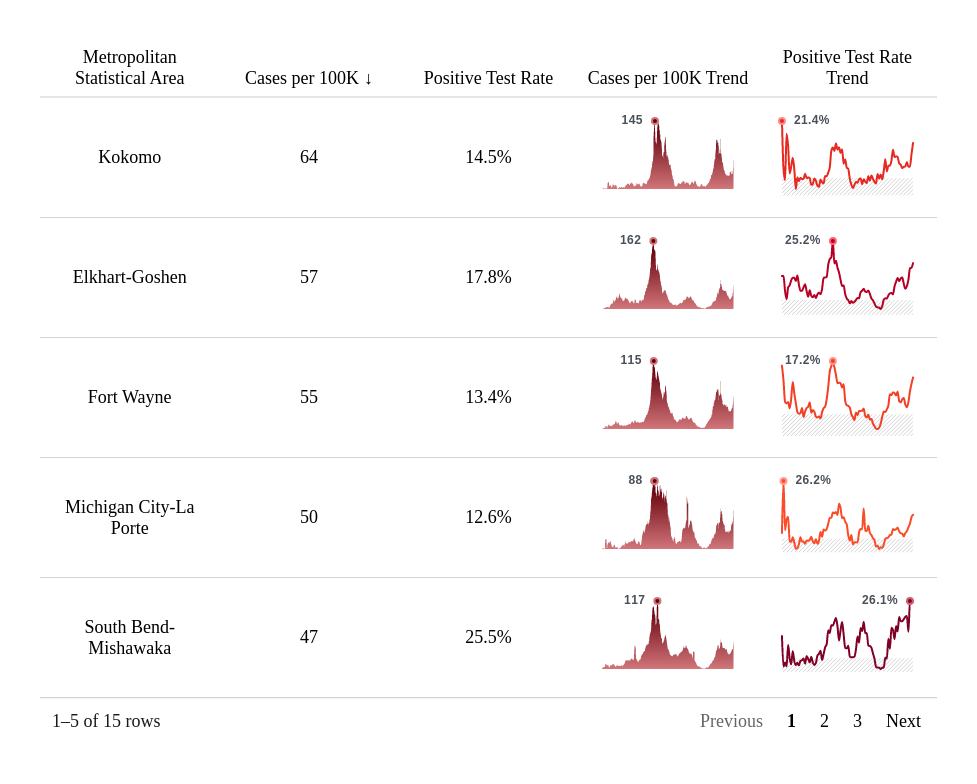 Metropolitan
Statistical Area
Cases per 100K ↓
Positive Test Rate
Cases per 100K Trend
Positive Test Rate
Trend
Kokomo
64
14.5%
145
21.4%
Elkhart-Goshen
57
17.8%
162
25.2%
Fort Wayne
55
13.4%
115
17.2%
Michigan City-La
Porte
50
12.6%
88
26.2%
South Bend-
Mishawaka
47
25.5%
117
26.1%
1–5 of 15 rows
Previous 1 2 3 Next